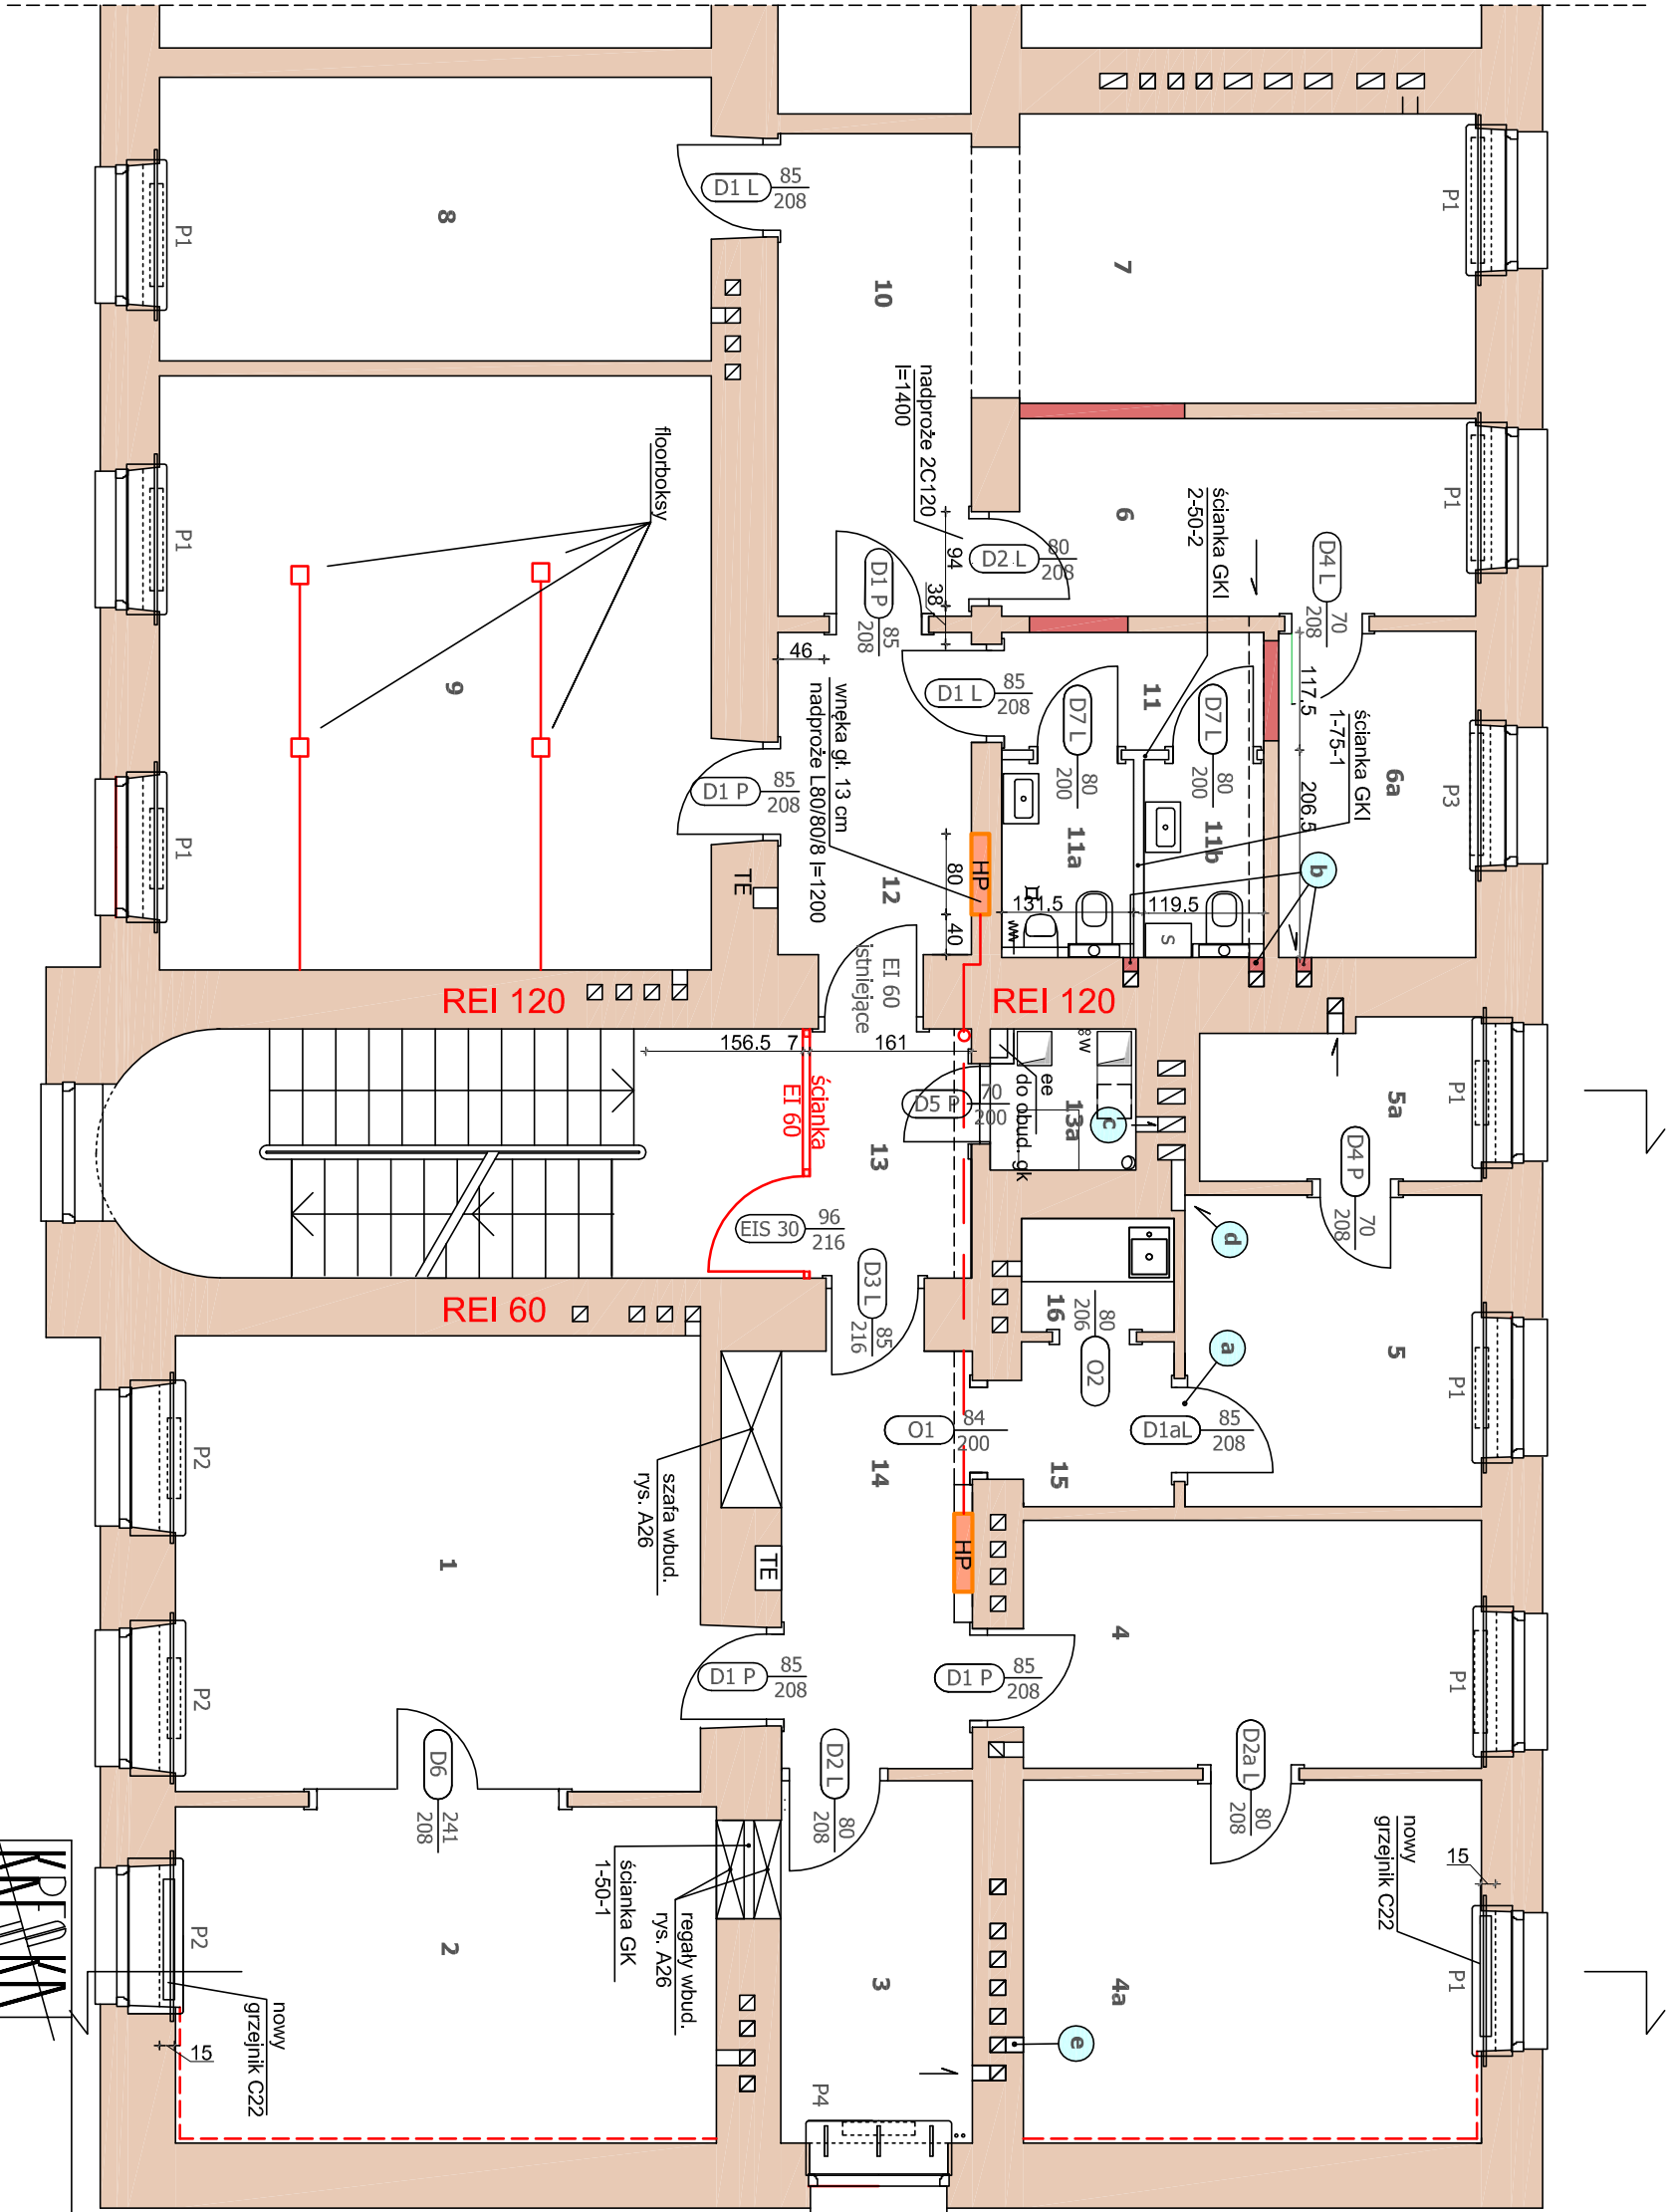 P1
7
P1
8
D1 L
85
208
10
nadproże 2C120
l=1400
P1
6
D4 L
70
208
ścianka GKI
2-50-2
D2 L
80
208
94
38
D1 P
85
208
floorboksy
P1
9
P1
46
D1 L
85
208
11
D7 L
80
200
D7 L
80
200
117.5
206.5
ścianka GKI
1-75-1
6a
P3
wnęka gł. 13 cm
nadproże L80/80/8 l=1200
D1 P
85
208
11a
11b
b
HP
80
40
131.5
119.5
S
12
TE
EI 60
istniejące
REI 120
REI 120
156.5
7
161
ścianka
EI 60
ee
do obud. gk
D5 P
70
200
13a
c
5a
P1
D4 P
70
208
13
EIS 30
96
216
d
D3 L
85
216
REI 60
16
80
206
O2
a
5
P1
O1
84
200
D1aL
85
208
14
15
szafa wbud.
rys. A26
P2
1
TE
HP
4
P1
P2
D1 P
85
208
D1 P
85
208
D6
241
208
D2 L
80
208
D2a L
80
208
nowy
grzejnik C22
15
P1
ścianka GK
1-50-1
regały wbud.
rys. A26
2
P2
3
4a
e
nowy
grzejnik C22
15
P4